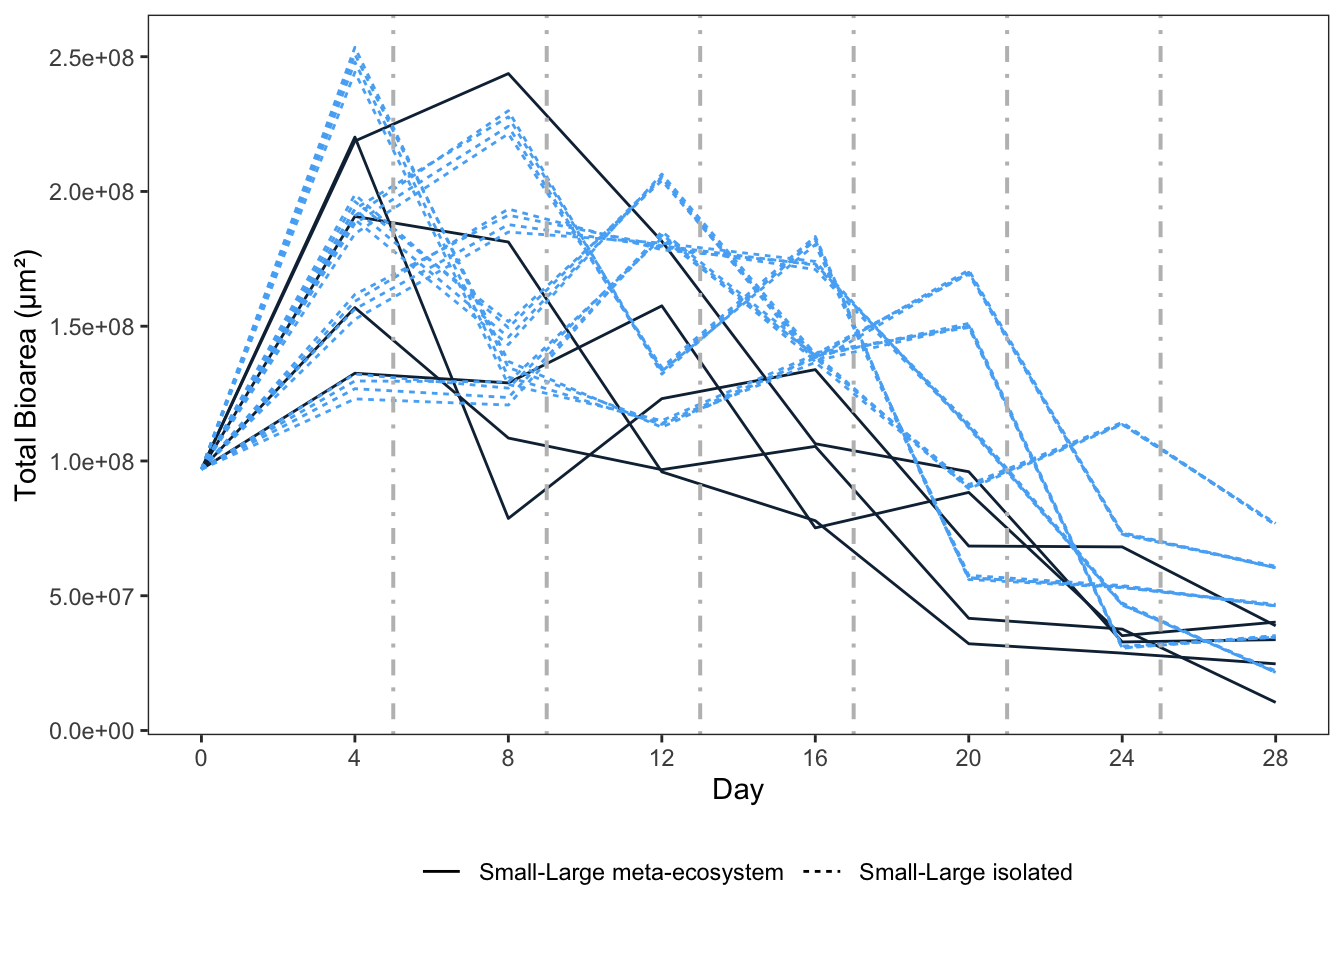 Total Bioarea (μm²)
2.5e+08
2.0e+08
1.5e+08
1.0e+08
5.0e+07
0.0e+00
0 4 8 12 16 20 24 28
Day
Small-Large meta-ecosystem Small-Large isolated